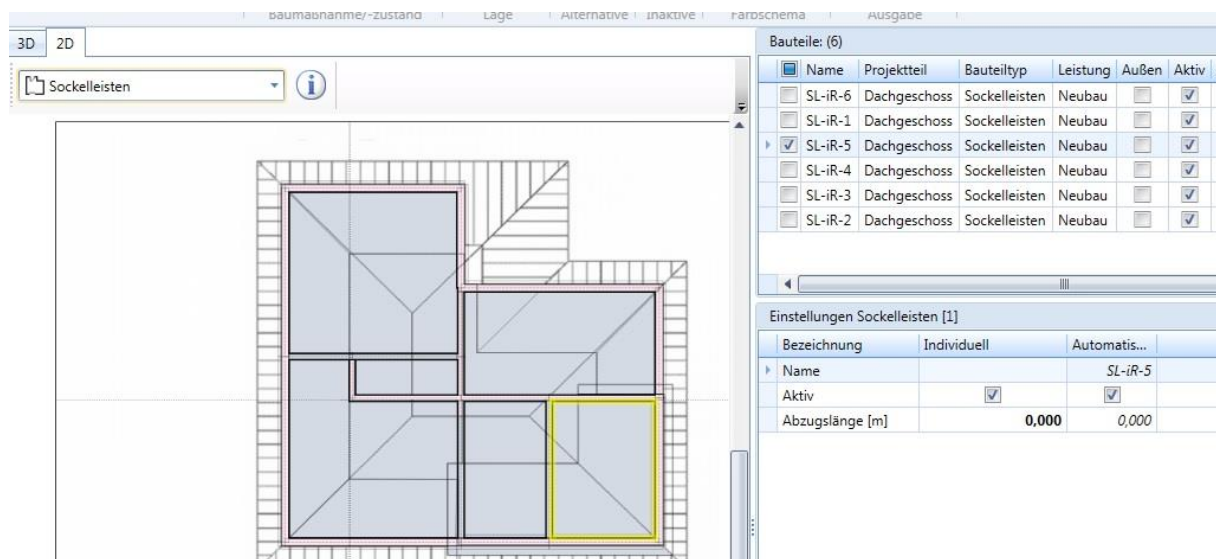 Baumaßnahme/-zustand Lage Alternative Inaktive Farbschema Ausgabe
3D 2D
Sockelleisten
Bauteile: (6)
Name Projektteil Bauteiltyp Leistung Außen Aktiv
SL-iR-6 Dachgeschoss Sockelleisten Neubau
SL-iR-1 Dachgeschoss Sockelleisten Neubau
SL-iR-5 Dachgeschoss Sockelleisten Neubau
SL-iR-4 Dachgeschoss Sockelleisten Neubau
SL-iR-3 Dachgeschoss Sockelleisten Neubau
SL-iR-2 Dachgeschoss Sockelleisten Neubau
Einstellungen Sockelleisten [1]
Bezeichnung Individuell Automatis...
Name SL-iR-5
Aktiv
Abzugslänge [m] 0,000 0,000